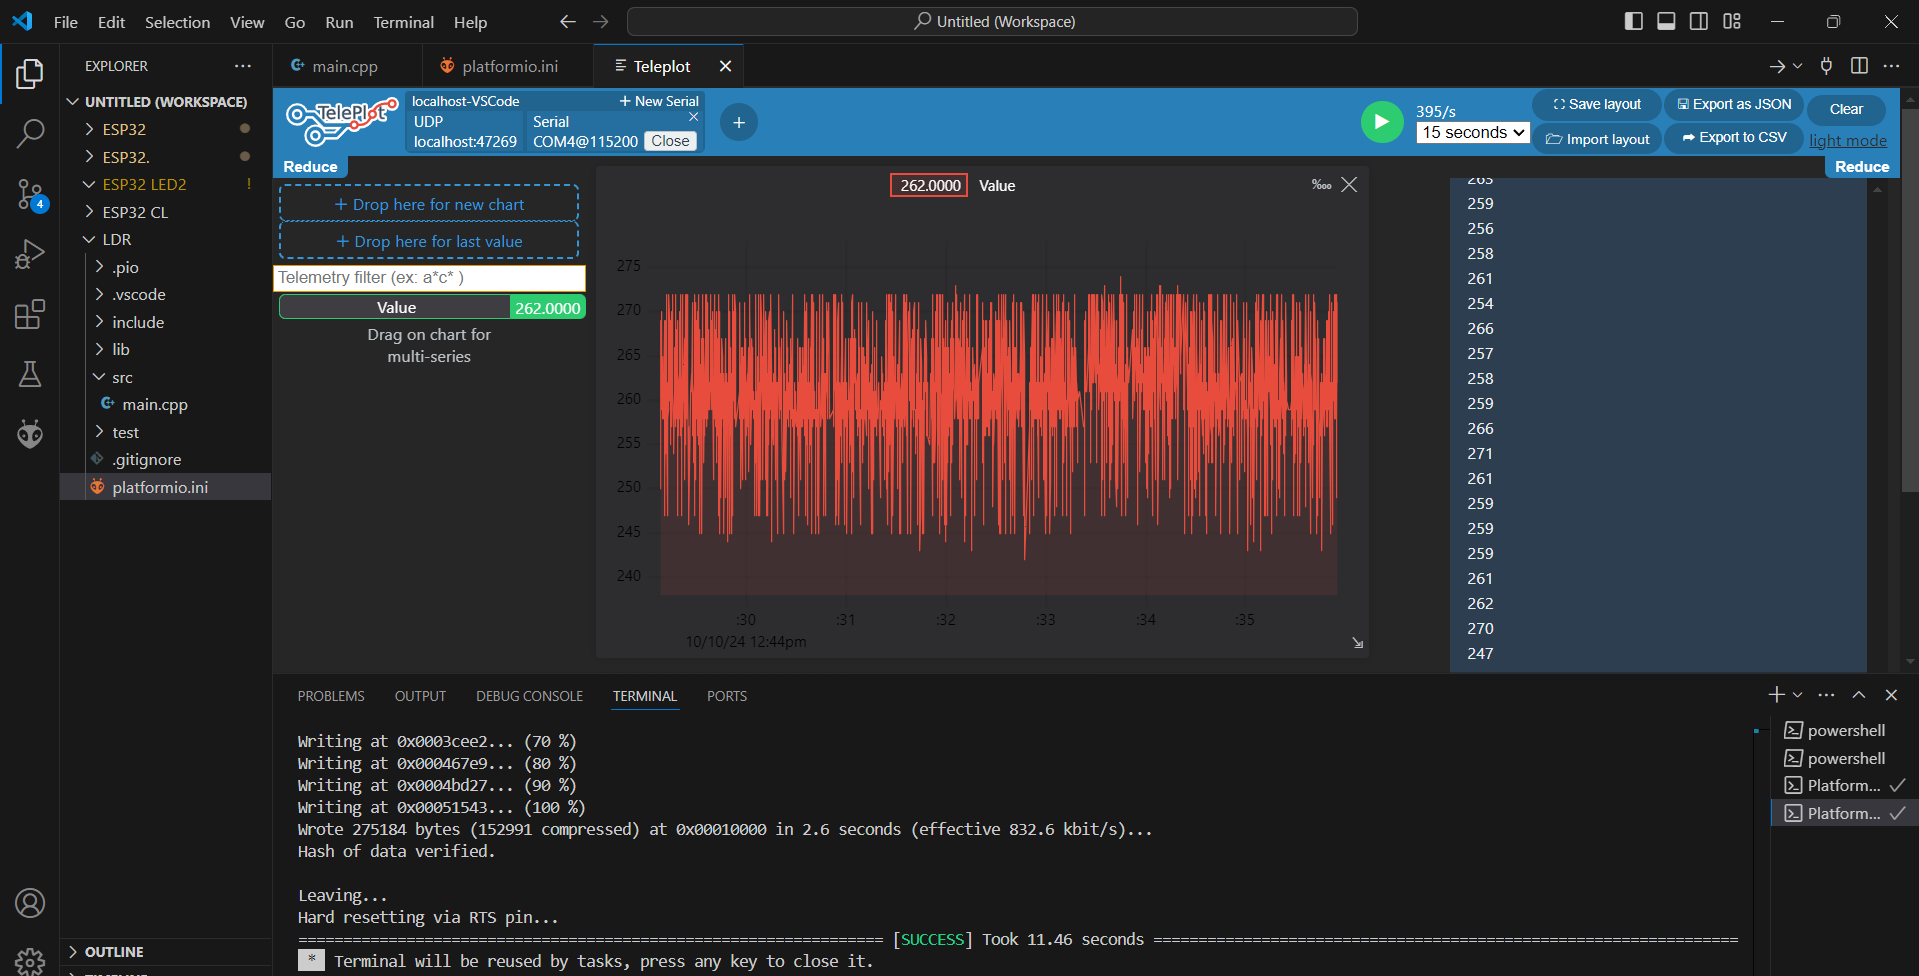 File Edit Selection View Go Run Terminal Help
Untitled (Workspace)
EXPLORER
UNTITLED (WORKSPACE)
ESP32
ESP32.
ESP32 LED2 !
ESP32 CL
LDR
.pio
.vscode
include
lib
src
main.cpp
test
.gitignore
platformio.ini
OUTLINE
4
main.cpp platformio.ini Teleplot
TelePlot
localhost-VSCode + New Serial
UDP
localhost:47269
Serial
COM4@115200 Close
+
395/s
15 seconds
Save layout
Import layout
Export as JSON
Export to CSV
Clear
light mode
Reduce
Reduce
+ Drop here for new chart
+ Drop here for last value
Telemetry filter (ex: a*c* )
Value 262.0000
Drag on chart for
multi-series
262.0000 Value
275
270
265
260
255
250
245
240
:30 :31 :32 :33 :34 :35
10/10/24 12:44pm
263
259
256
258
261
254
266
257
258
259
266
271
261
259
259
259
261
262
270
247
PROBLEMS OUTPUT DEBUG CONSOLE TERMINAL PORTS
Writing at 0x0003cee2... (70 %)
Writing at 0x000467e9... (80 %)
Writing at 0x0004bd27... (90 %)
Writing at 0x00051543... (100 %)
Wrote 275184 bytes (152991 compressed) at 0x00010000 in 2.6 seconds (effective 832.6 kbit/s)...
Hash of data verified.
Leaving...
Hard resetting via RTS pin...
[SUCCESS] Took 11.46 seconds
* Terminal will be reused by tasks, press any key to close it.
powershell
powershell
Platform...
Platform...